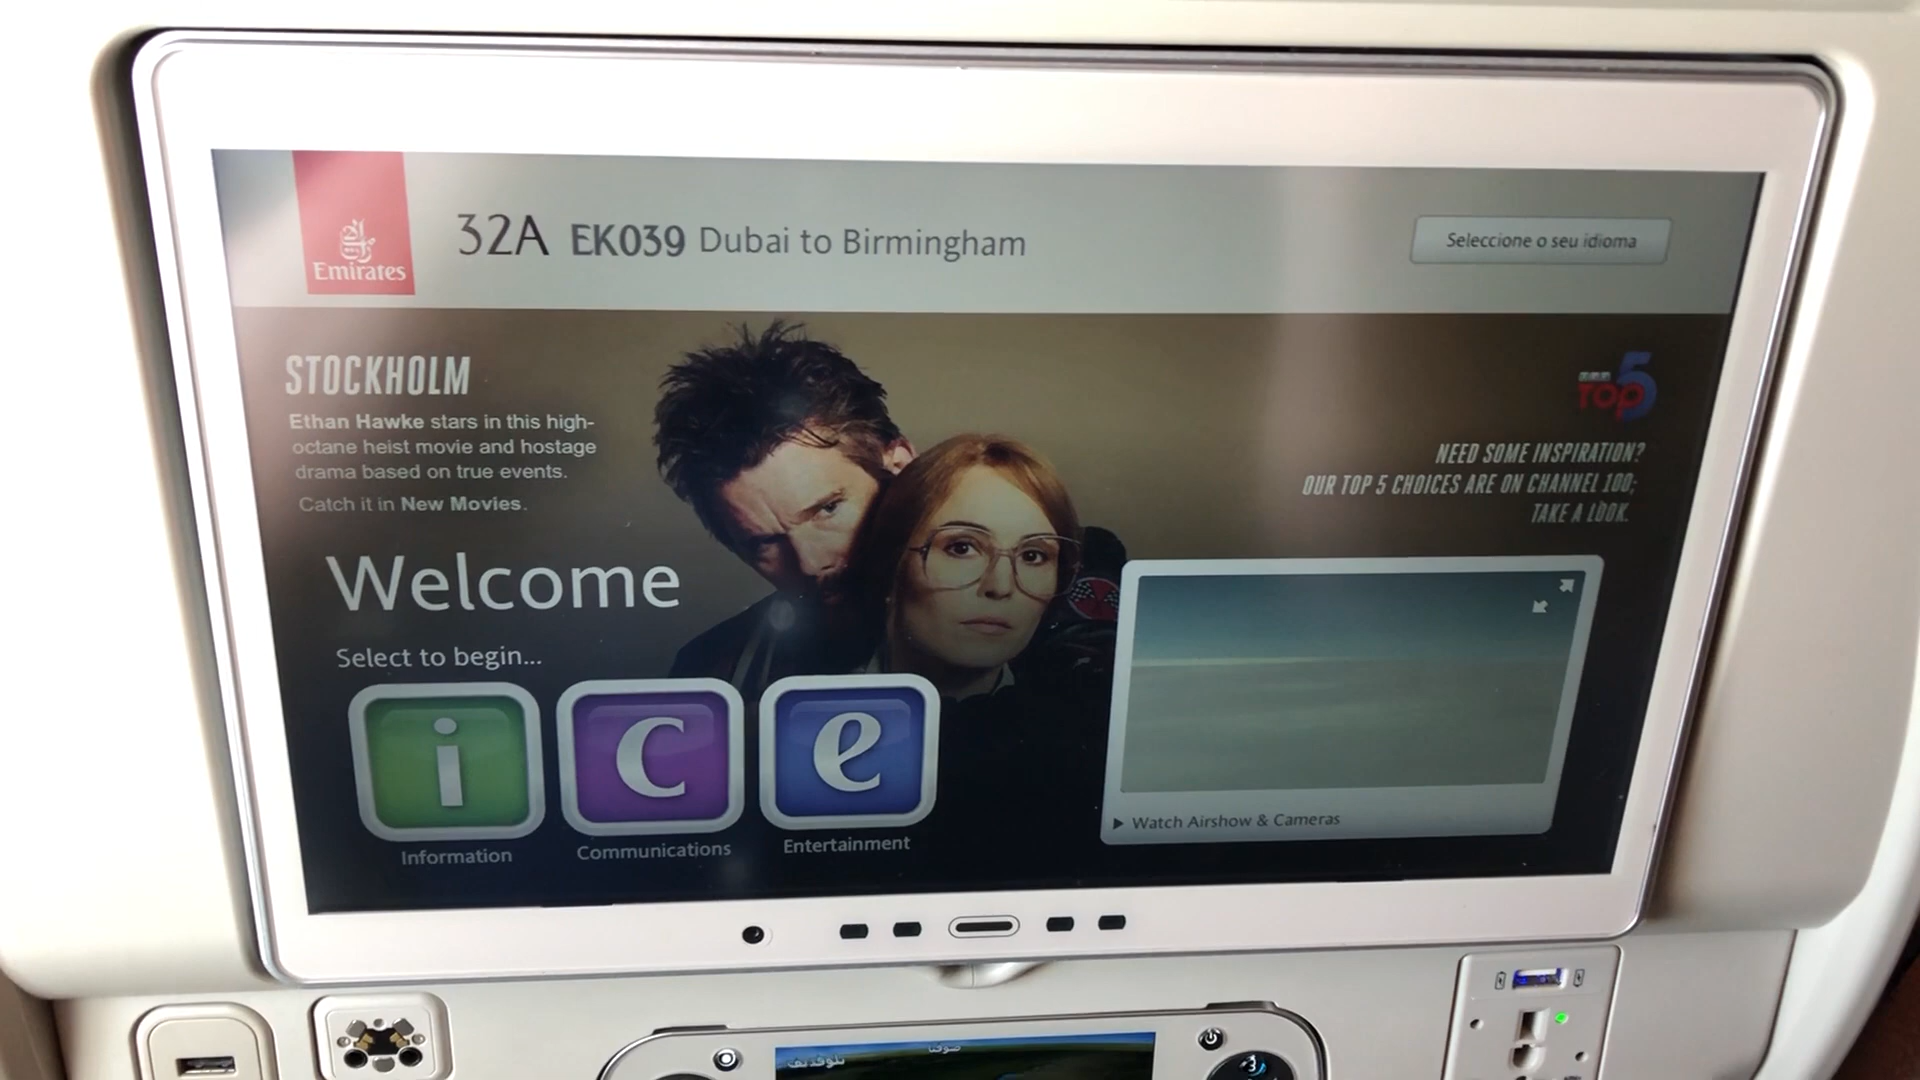 Emirates
32A EK039 Dubai to Birmingham
Seleccione o seu idioma
STOCKHOLM
Ethan Hawke stars in this high-
octane heist movie and hostage
drama based on true events.
Catch it in New Movies.
TOP 5
NEED SOME INSPIRATION?
OUR TOP 5 CHOICES ARE ON CHANNEL 100;
TAKE A LOOK.
Welcome
Select to begin...
i c e
Information
Communications
Entertainment
Watch Airshow & Cameras
صوفيا
بلوفديف